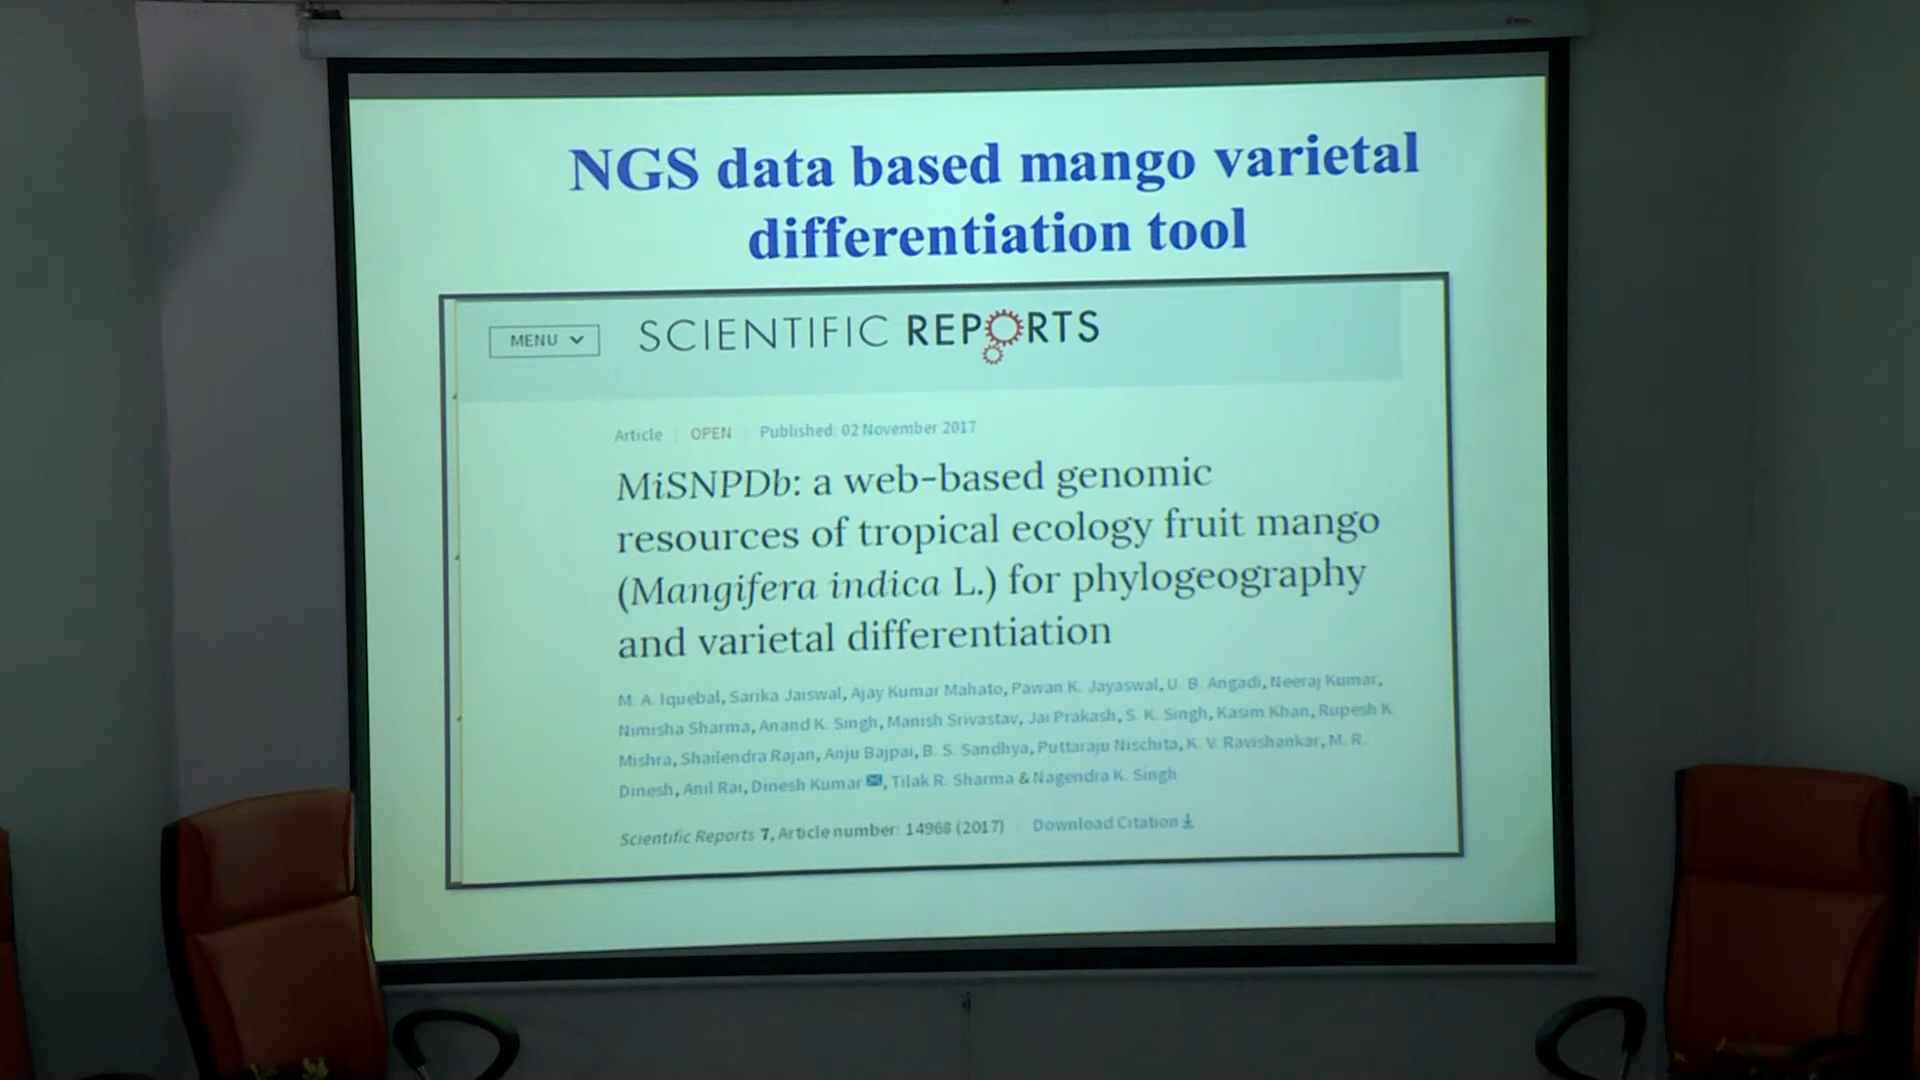 NGS data based mango varietal
differentiation tool
MENU
SCIENTIFIC REPORTS
Article OPEN Published: 02 November 2017
MiSNPDb: a web-based genomic
resources of tropical ecology fruit mango
(Mangifera indica L.) for phylogeography
and varietal differentiation
M. A. Iquebal, Sarika Jaiswal, Ajay Kumar Mahato, Pawan K. Jayaswal, U. B. Angadi, Neeraj Kumar,
Nimisha Sharma, Anand K. Singh, Manish Srivastav, Jai Prakash, S. K. Singh, Kasim Khan, Rupesh K.
Mishra, Shailendra Rajan, Anju Bajpai, B. S. Sandhya, Puttaraju Nischita, K. V. Ravishankar, M. R.
Dinesh, Anil Rai, Dinesh Kumar, Tilak R. Sharma & Nagendra K. Singh
Scientific Reports 7, Article number: 14968 (2017) Download Citation